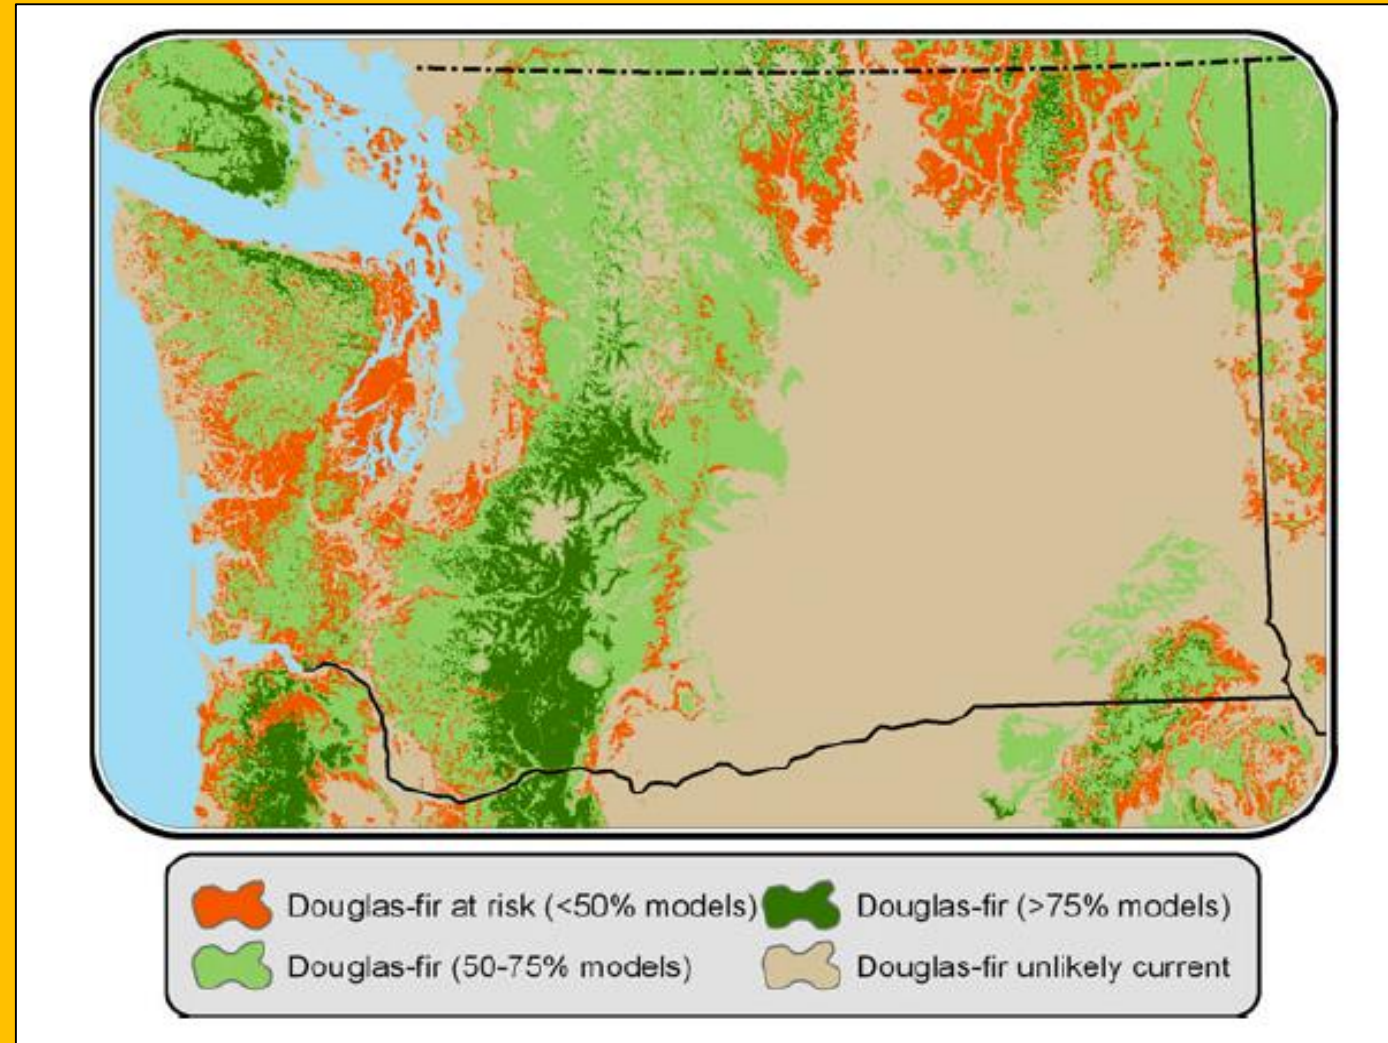 Douglas-fir at risk (<50% models)
Douglas-fir (>75% models)
Douglas-fir (50-75% models)
Douglas-fir unlikely current